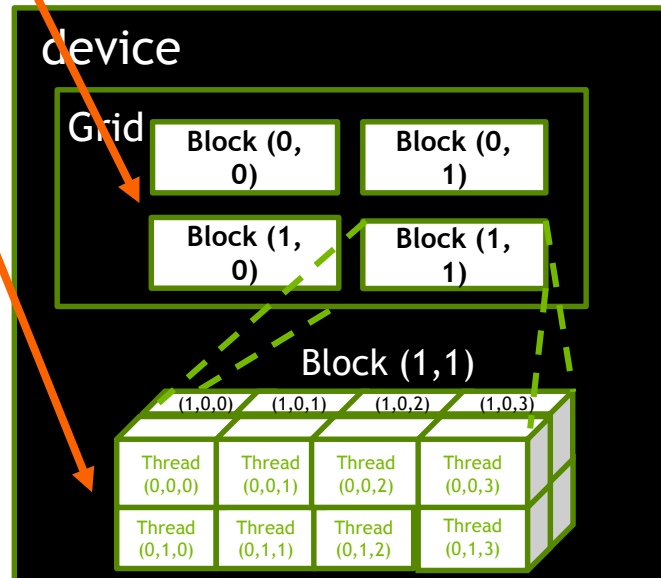 device
Grid
Block (0,
0)
Block (0,
1)
Block (1,
0)
Block (1,
1)
Block (1,1)
(1,0,0)
(1,0,1)
(1,0,2)
(1,0,3)
Thread
(0,0,0)
Thread
(0,0,1)
Thread
(0,0,2)
Thread
(0,0,3)
Thread
(0,1,0)
Thread
(0,1,1)
Thread
(0,1,2)
Thread
(0,1,3)